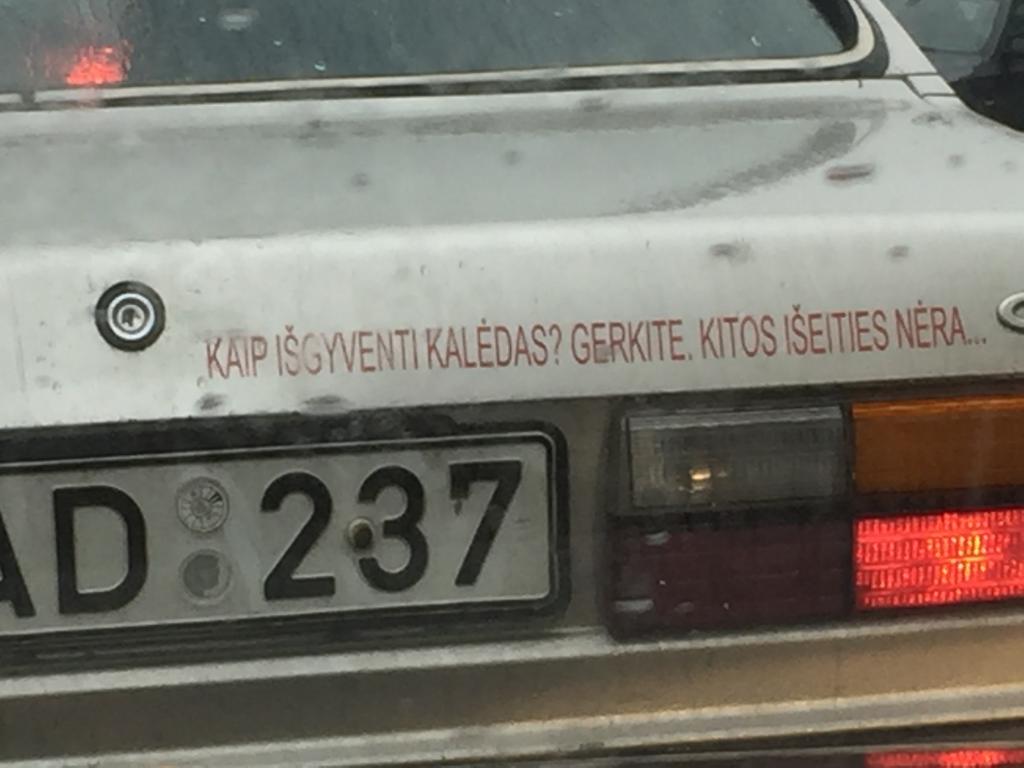 KAIP IŠGYVENTI KALĖDAS? GERKITE. KITOS IŠEITIES NĖRA...
AD 237